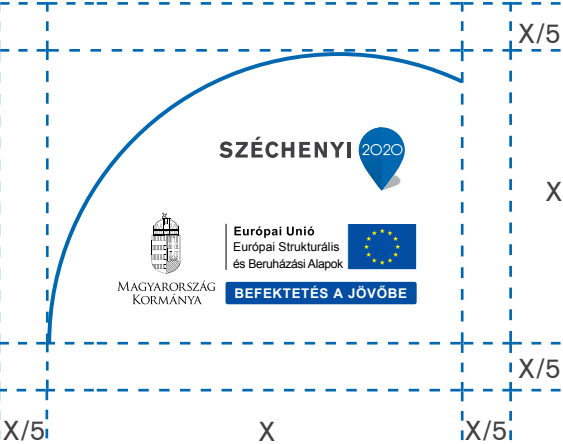 X/5
SZÉCHENYI 2020
X
Európai Unió
Európai Strukturális
és Beruházási Alapok
MAGYARORSZÁG
KORMÁNYA
BEFEKTETÉS A JÖVŐBE
X/5
X/5
X
X/5